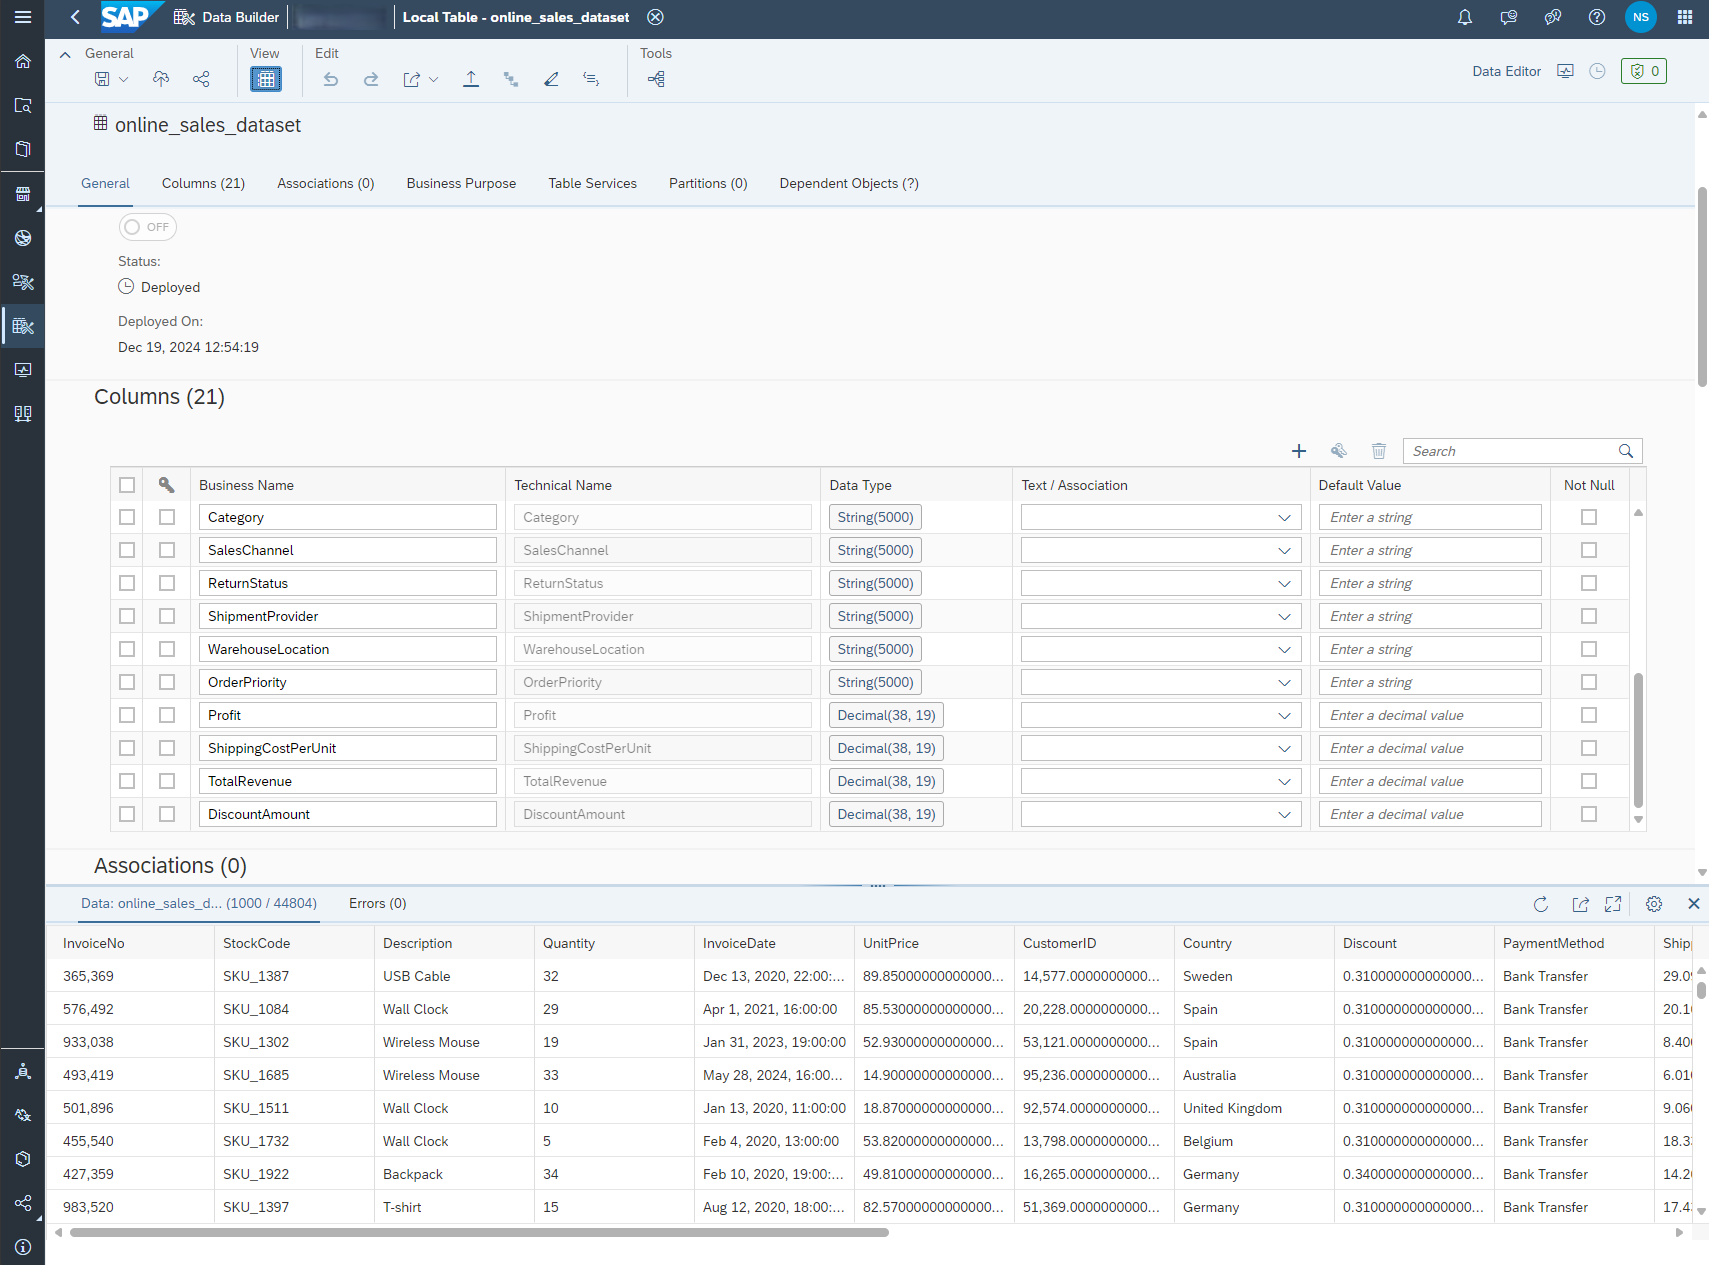 SAP Data Builder Local Table - online_sales_dataset NS
General View Edit Tools
Data Editor 0
online_sales_dataset
General Columns (21) Associations (0) Business Purpose Table Services Partitions (0) Dependent Objects (?)
OFF
Status:
Deployed
Deployed On:
Dec 19, 2024 12:54:19
Columns (21)
Search
Business Name Technical Name Data Type Text / Association Default Value Not Null
Category Category String(5000) Enter a string
SalesChannel SalesChannel String(5000) Enter a string
ReturnStatus ReturnStatus String(5000) Enter a string
ShipmentProvider ShipmentProvider String(5000) Enter a string
WarehouseLocation WarehouseLocation String(5000) Enter a string
OrderPriority OrderPriority String(5000) Enter a string
Profit Profit Decimal(38, 19) Enter a decimal value
ShippingCostPerUnit ShippingCostPerUnit Decimal(38, 19) Enter a decimal value
TotalRevenue TotalRevenue Decimal(38, 19) Enter a decimal value
DiscountAmount DiscountAmount Decimal(38, 19) Enter a decimal value
Associations (0)
Data: online_sales_d... (1000 / 44804) Errors (0)
InvoiceNo StockCode Description Quantity InvoiceDate UnitPrice CustomerID Country Discount PaymentMethod Ship
365,369 SKU_1387 USB Cable 32 Dec 13, 2020, 22:00:... 89.85000000000000... 14,577.0000000000... Sweden 0.310000000000000... Bank Transfer 29.0
576,492 SKU_1084 Wall Clock 29 Apr 1, 2021, 16:00:00 85.53000000000000... 20,228.0000000000... Spain 0.310000000000000... Bank Transfer 20.1
933,038 SKU_1302 Wireless Mouse 19 Jan 31, 2023, 19:00:00 52.93000000000000... 53,121.0000000000... Spain 0.310000000000000... Bank Transfer 8.40
493,419 SKU_1685 Wireless Mouse 33 May 28, 2024, 16:00... 14.90000000000000... 95,236.0000000000... Australia 0.310000000000000... Bank Transfer 6.01
501,896 SKU_1511 Wall Clock 10 Jan 13, 2020, 11:00:00 18.87000000000000... 92,574.0000000000... United Kingdom 0.310000000000000... Bank Transfer 9.06
455,540 SKU_1732 Wall Clock 5 Feb 4, 2020, 13:00:00 53.82000000000000... 13,798.0000000000... Belgium 0.310000000000000... Bank Transfer 18.3
427,359 SKU_1922 Backpack 34 Feb 10, 2020, 19:00:... 49.81000000000000... 16,265.0000000000... Germany 0.340000000000000... Bank Transfer 14.2
983,520 SKU_1397 T-shirt 15 Aug 12, 2020, 18:00:... 82.57000000000000... 51,369.0000000000... Germany 0.310000000000000... Bank Transfer 17.4